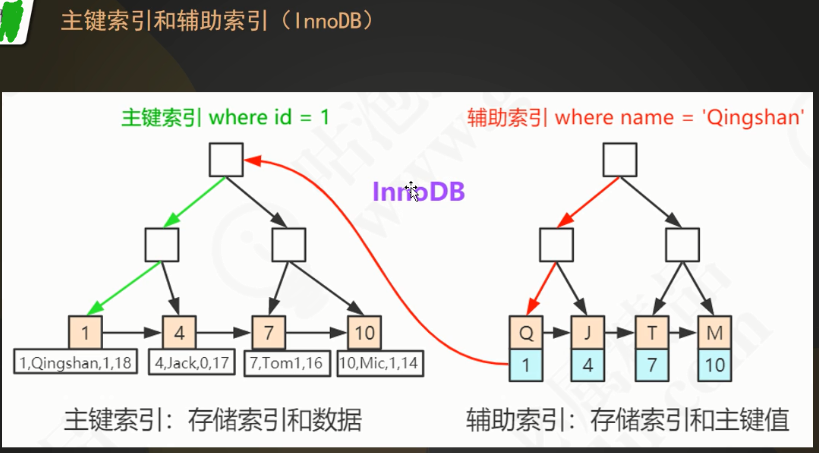 主键索引和辅助索引（InnoDB）
主键索引 where id = 1
辅助索引 where name = 'Qingshan'
InnoDB
1
4
7
10
1,Qingshan,1,18
4,Jack,0,17
7,Tom1,16
10,Mic,1,14
Q
J
T
M
1
4
7
10
主键索引：存储索引和数据
辅助索引：存储索引和主键值